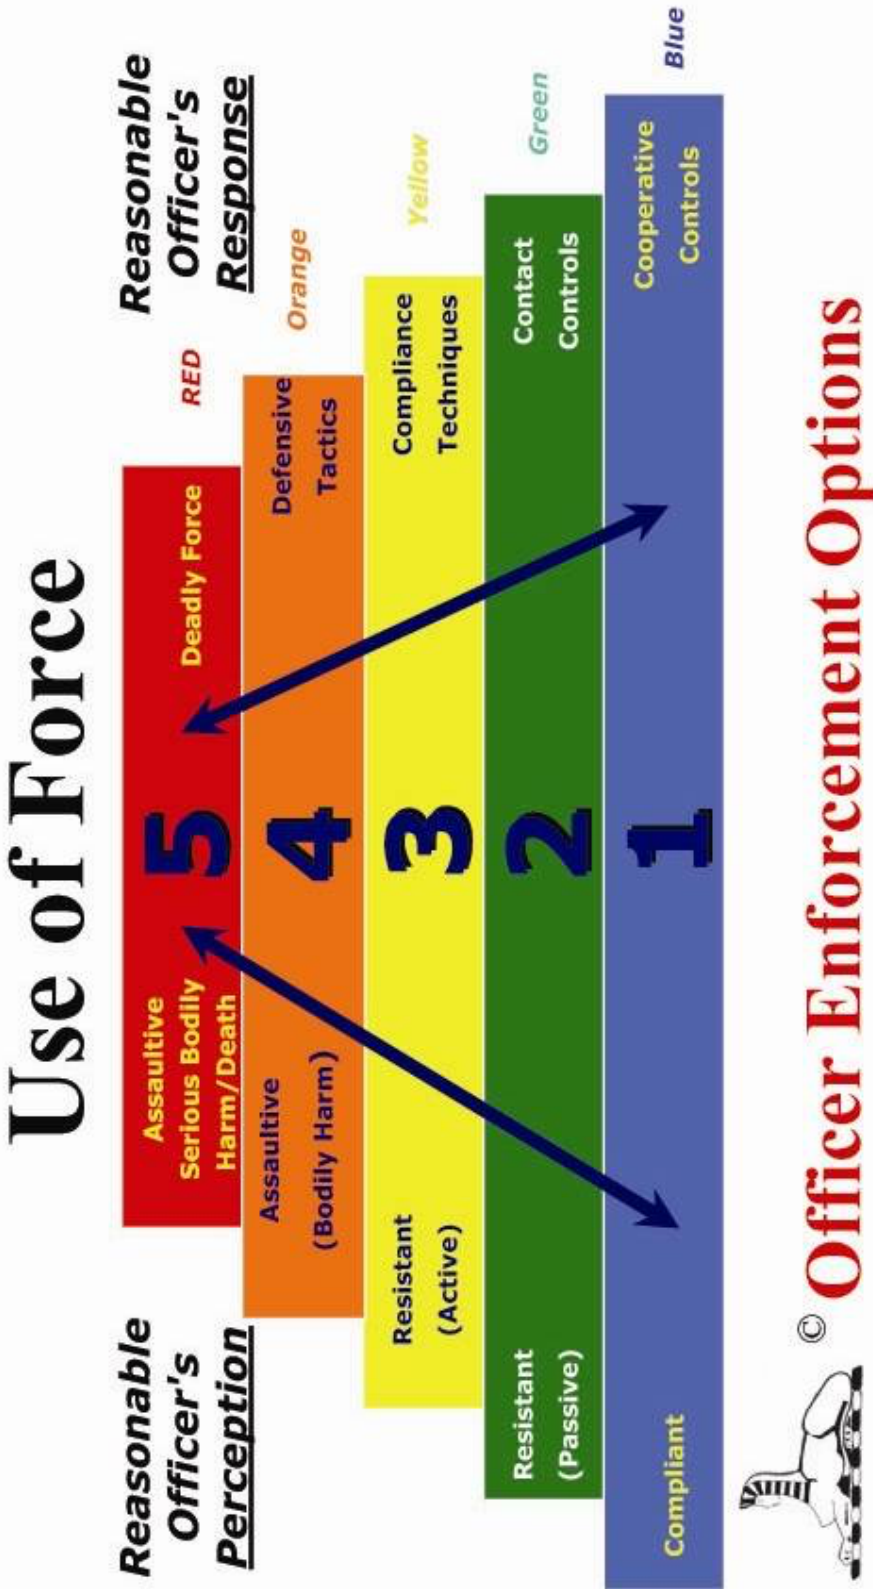 Use of Force
Reasonable
Officer's
Perception
Reasonable
Officer's
Response
Assaultive
Serious Bodily
Harm/Death
5
Deadly Force
RED
Assaultive
(Bodily Harm)
4
Defensive
Tactics
Orange
Resistant
(Active)
3
Compliance
Techniques
Yellow
Resistant
(Passive)
2
Contact
Controls
Green
Compliant
1
Cooperative
Controls
Blue
© Officer Enforcement Options